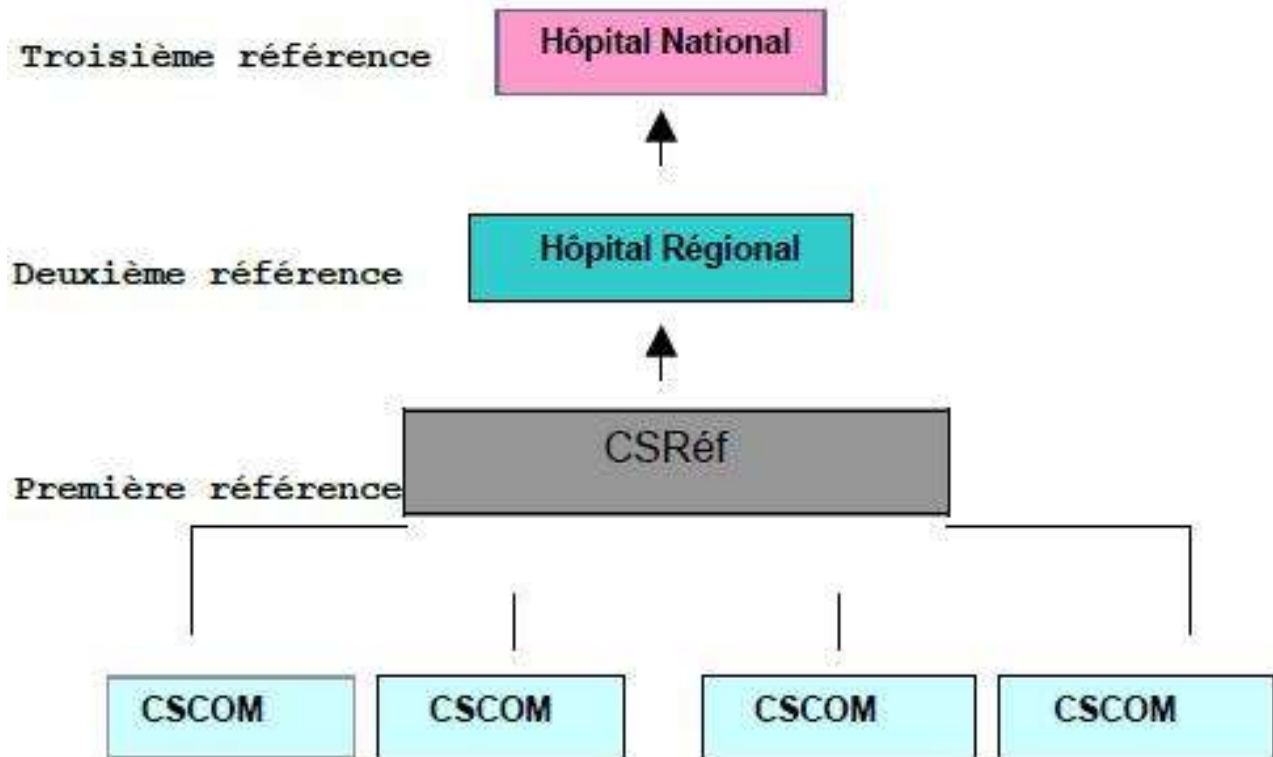 Troisième référence
Hôpital National
Deuxième référence
Hôpital Régional
Première référence
CSRéf
CSCOM
CSCOM
CSCOM
CSCOM